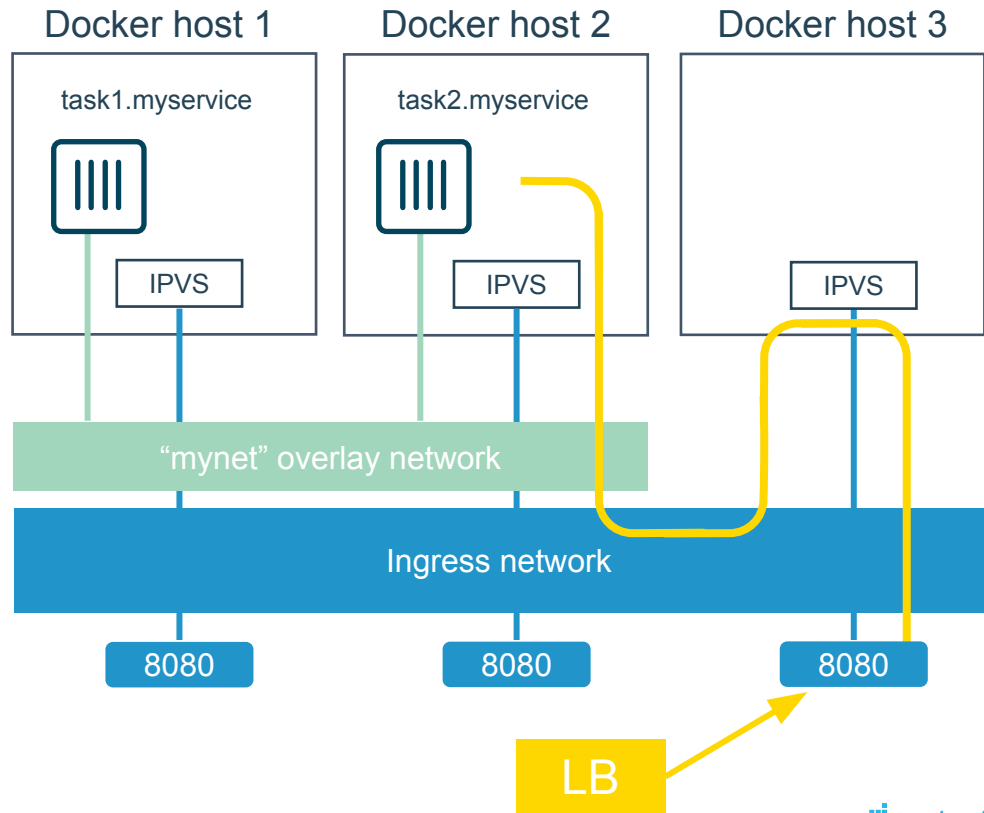 Docker host 1
Docker host 2
Docker host 3
task1.myservice
task2.myservice
IPVS
IPVS
IPVS
“mynet” overlay network
Ingress network
8080
8080
8080
LB